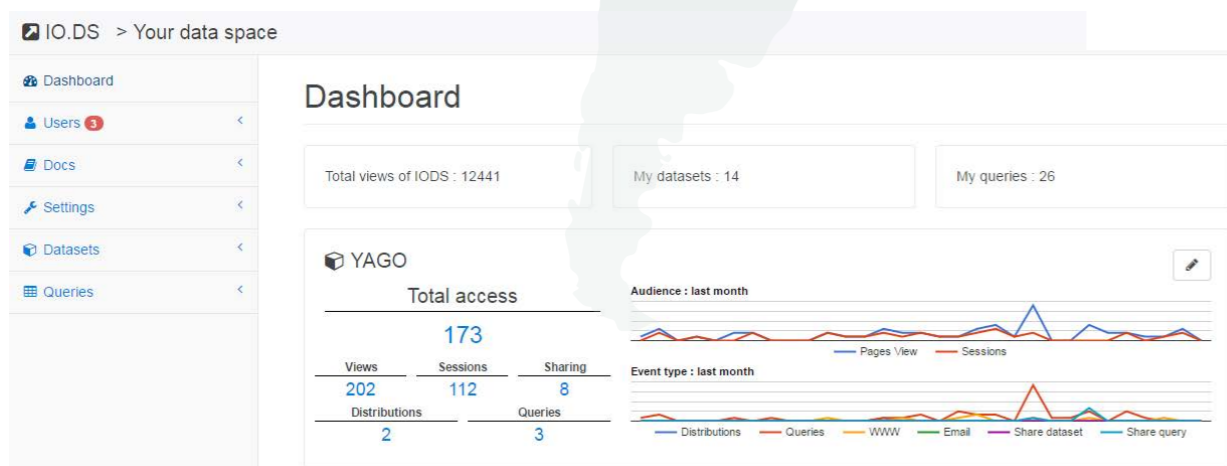 IO.DS > Your data space
Dashboard
Users 3
Docs
Settings
Datasets
Queries
Dashboard
Total views of IODS : 12441
My datasets : 14
My queries : 26
YAGO
Total access
173
Views Sessions Sharing
202 112 8
Distributions Queries
2 3
Audience : last month
Pages View Sessions
Event type : last month
Distributions Queries WWW Email Share dataset Share query